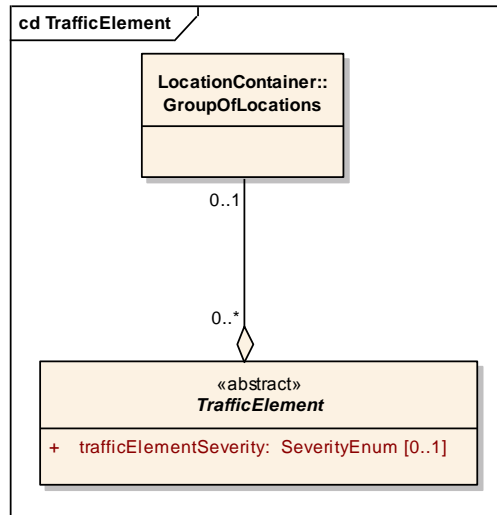 cd TrafficElement
LocationContainer::
GroupOfLocations
0..1
0..*
«abstract»
TrafficElement
+ trafficElementSeverity: SeverityEnum [0..1]